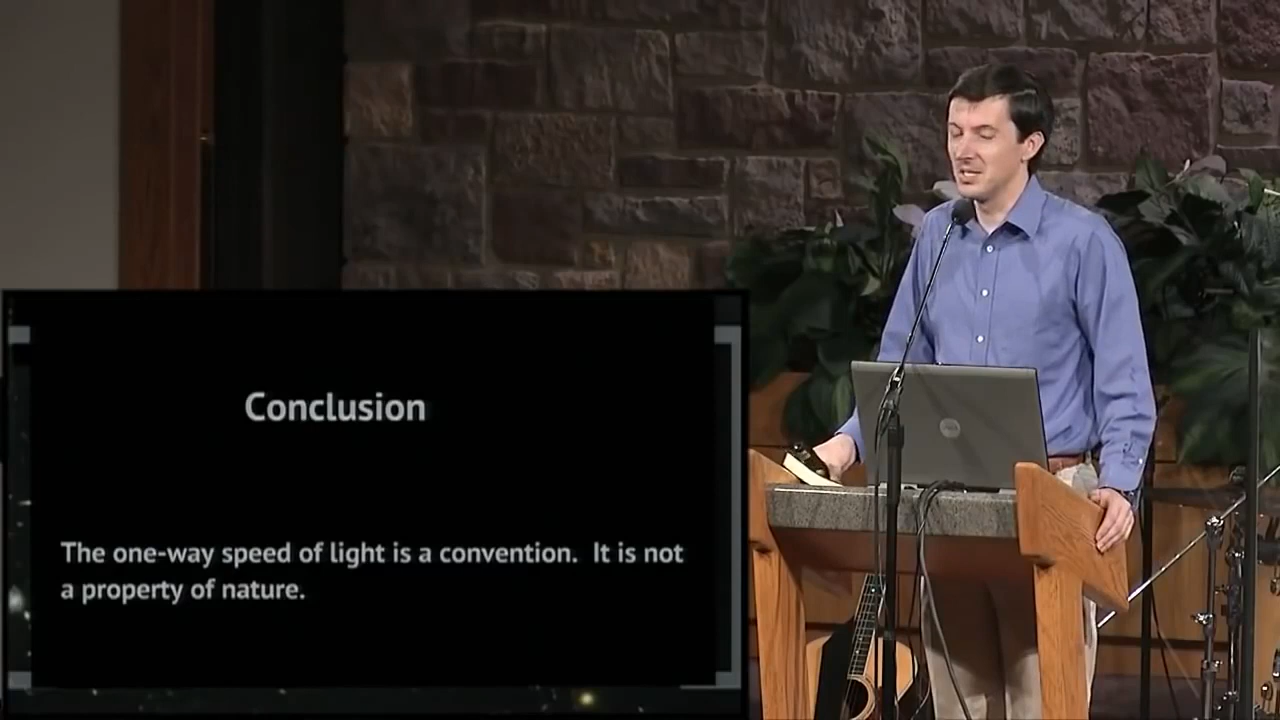 Conclusion
The one-way speed of light is a convention. It is not
a property of nature.